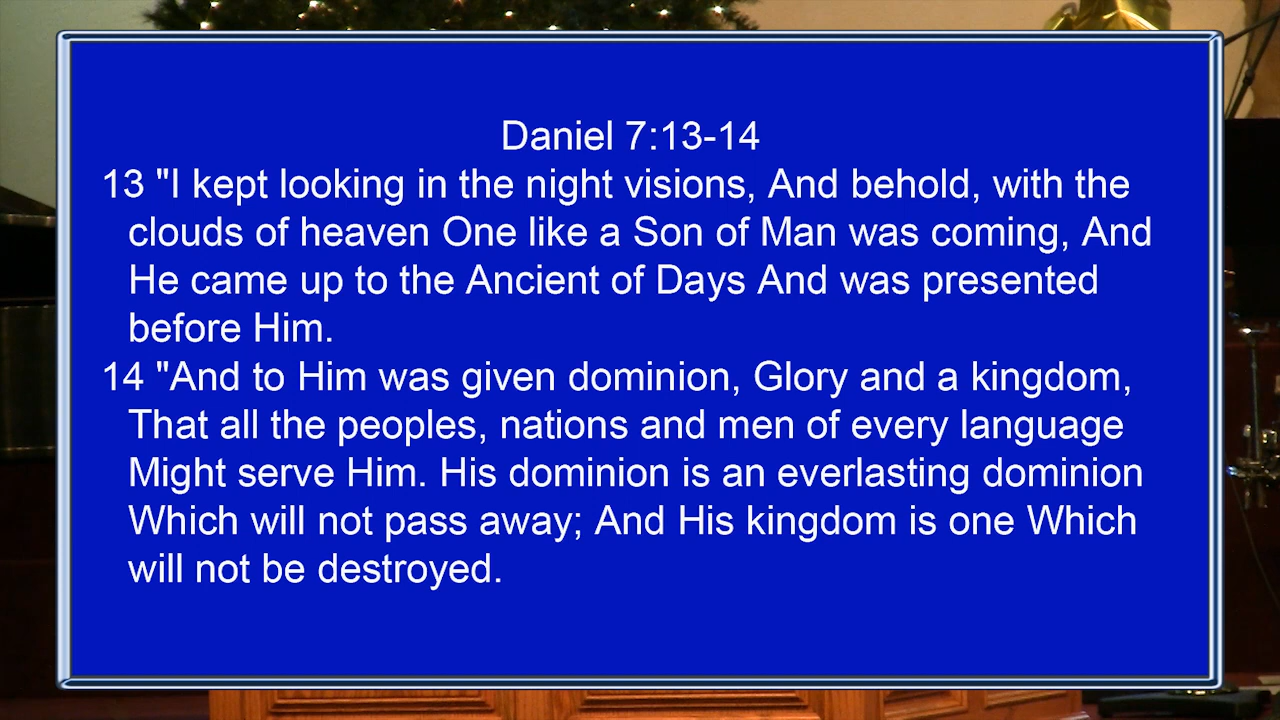 Daniel 7:13-14
13 "I kept looking in the night visions, And behold, with the
clouds of heaven One like a Son of Man was coming, And
He came up to the Ancient of Days And was presented
before Him.
14 "And to Him was given dominion, Glory and a kingdom,
That all the peoples, nations and men of every language
Might serve Him. His dominion is an everlasting dominion
Which will not pass away; And His kingdom is one Which
will not be destroyed.